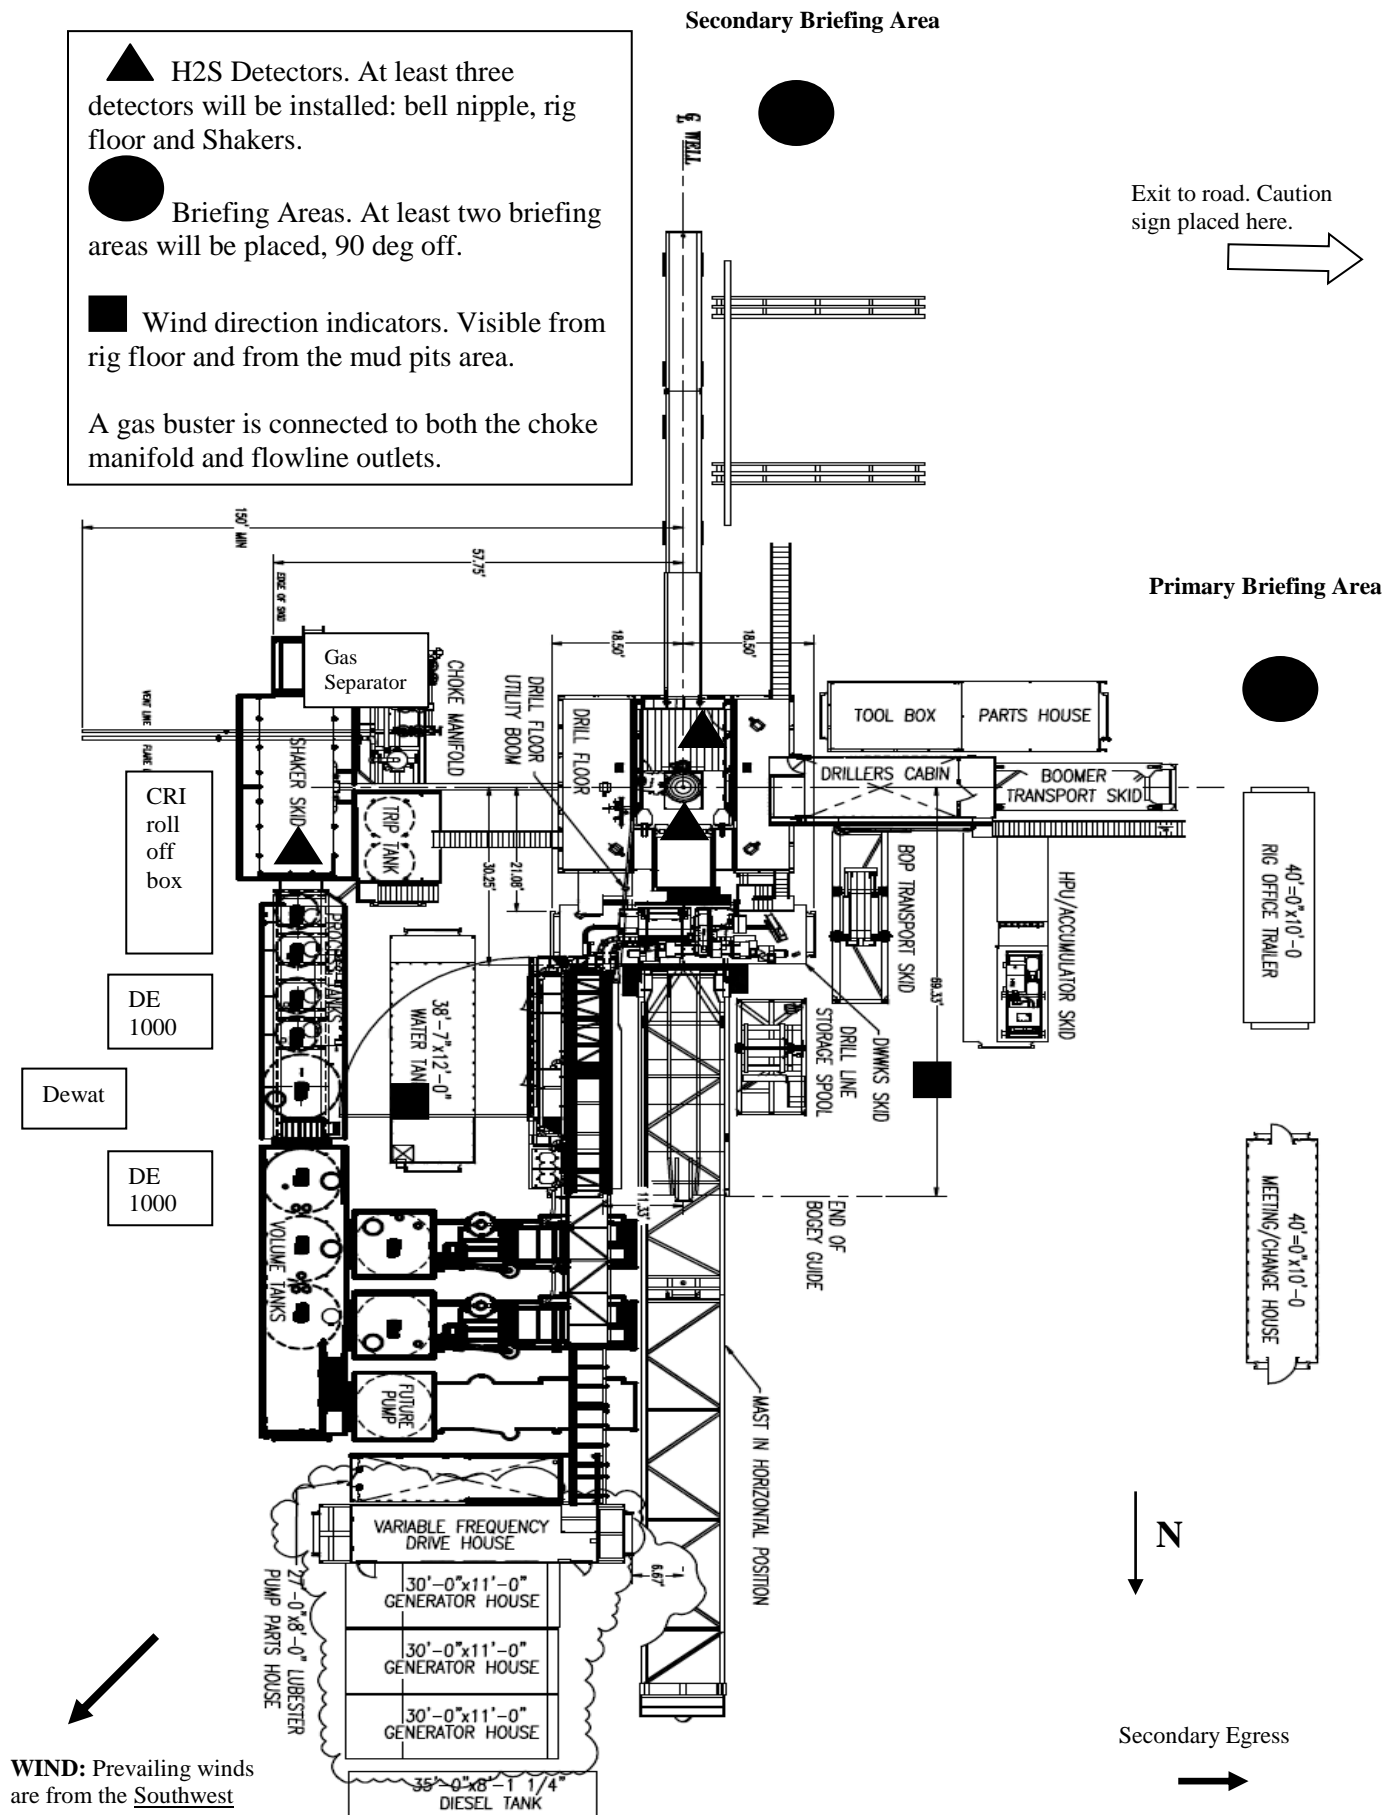 Secondary Briefing Area
H2S Detectors. At least three
detectors will be installed: bell nipple, rig
floor and Shakers.
Briefing Areas. At least two briefing
areas will be placed, 90 deg off.
Wind direction indicators. Visible from
rig floor and from the mud pits area.
A gas buster is connected to both the choke
manifold and flowline outlets.
℄ WELL
Exit to road. Caution
sign placed here.
150' MIN
57.75'
EDGE OF SKID
Primary Briefing Area
18.50'
18.50'
Gas
Separator
CHOKE MANIFOLD
DRILL FLOOR
UTILITY BOOM
DRILL FLOOR
TOOL BOX
PARTS HOUSE
VENT LINE
FLARE
SHAKER SKID
DRILLERS CABIN
BOOMER
TRANSPORT SKID
CRI
roll
off
box
TRIP TANK
30.25'
21.08'
BOP TRANSPORT SKID
HPU/ACCUMULATOR SKID
40'=0"x10'-0
RIG OFFICE TRAILER
PROCESS TANKS
DE
1000
38'-7"x12'-0"
WATER TANK
69.33'
DRILL LINE
STORAGE SPOOL
DWWKS SKID
Dewat
DE
1000
VOLUME TANKS
11.33'
END OF
BOGEY GUIDE
40'=0"x10'-0
MEETING/CHANGE HOUSE
FUTURE
PUMP
MAST IN HORIZONTAL POSITION
VARIABLE FREQUENCY
DRIVE HOUSE
6.67'
27'-0"x8'-0" LUBESTER
PUMP PARTS HOUSE
30'-0"x11'-0"
GENERATOR HOUSE
30'-0"x11'-0"
GENERATOR HOUSE
30'-0"x11'-0"
GENERATOR HOUSE
35'-0"x8'-1 1/4"
DIESEL TANK
N
WIND: Prevailing winds
are from the Southwest
Secondary Egress